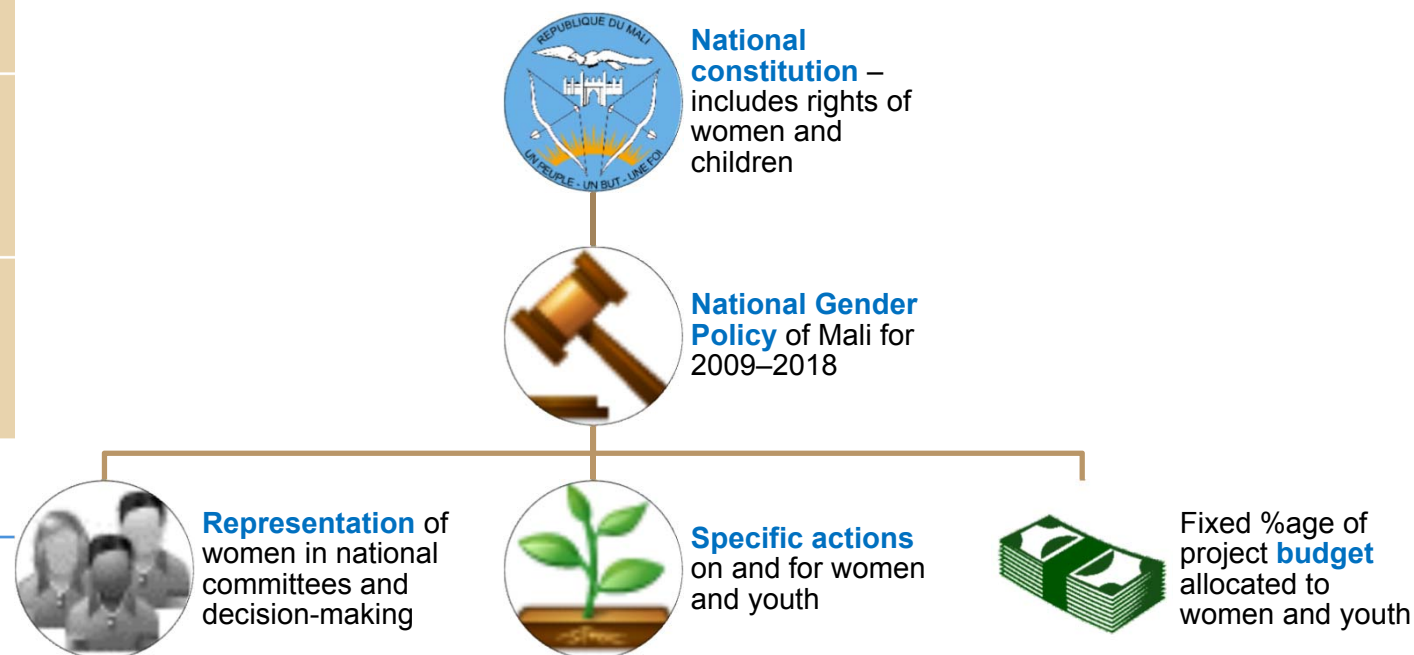 REPUBLIQUE DU MALI
UN PEUPLE - UN BUT - UNE FOI
National
constitution –
includes rights of
women and
children
National Gender
Policy of Mali for
2009–2018
Representation of
women in national
committees and
decision-making
Specific actions
on and for women
and youth
Fixed %age of
project budget
allocated to
women and youth